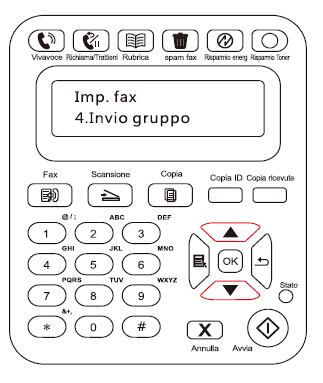 Vivavoce Richiama/Trattieni Rubrica spam fax Risparmio energ Risparmio Toner
Imp. fax
4.Invio gruppo
Fax Scansione Copia Copia ID Copia ricevute
@/: ABC DEF
1 2 3
GHI JKL MNO
4 5 6
OK
PQRS TUV WXYZ
7 8 9
Stato
&+,
* 0 #
X
Annulla Avvia